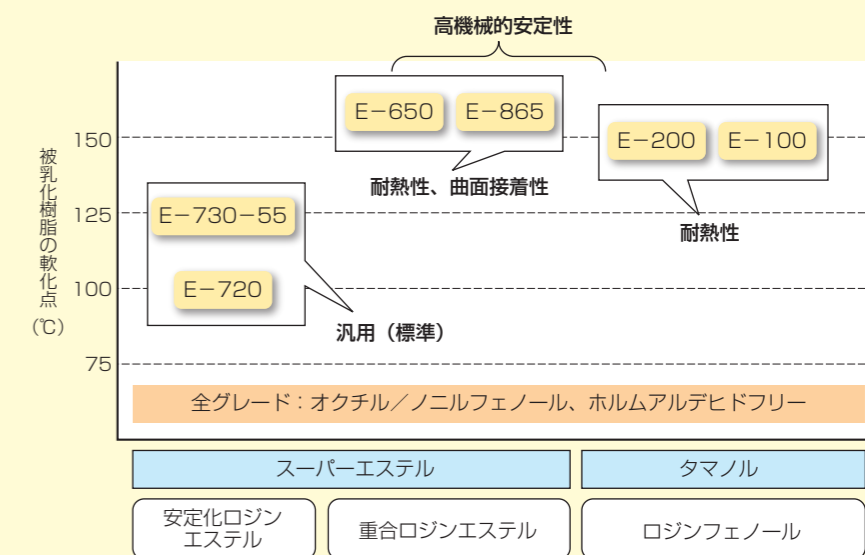 高機械的安定性
E−650
E−865
150
E−200
E−100
耐熱性、曲面接着性
被乳化樹脂の軟化点
(℃)
125
E−730−55
耐熱性
100
E−720
汎用（標準）
75
全グレード：オクチル／ノニルフェノール、ホルムアルデヒドフリー
スーパーエステル
タマノル
安定化ロジン
エステル
重合ロジンエステル
ロジンフェノール